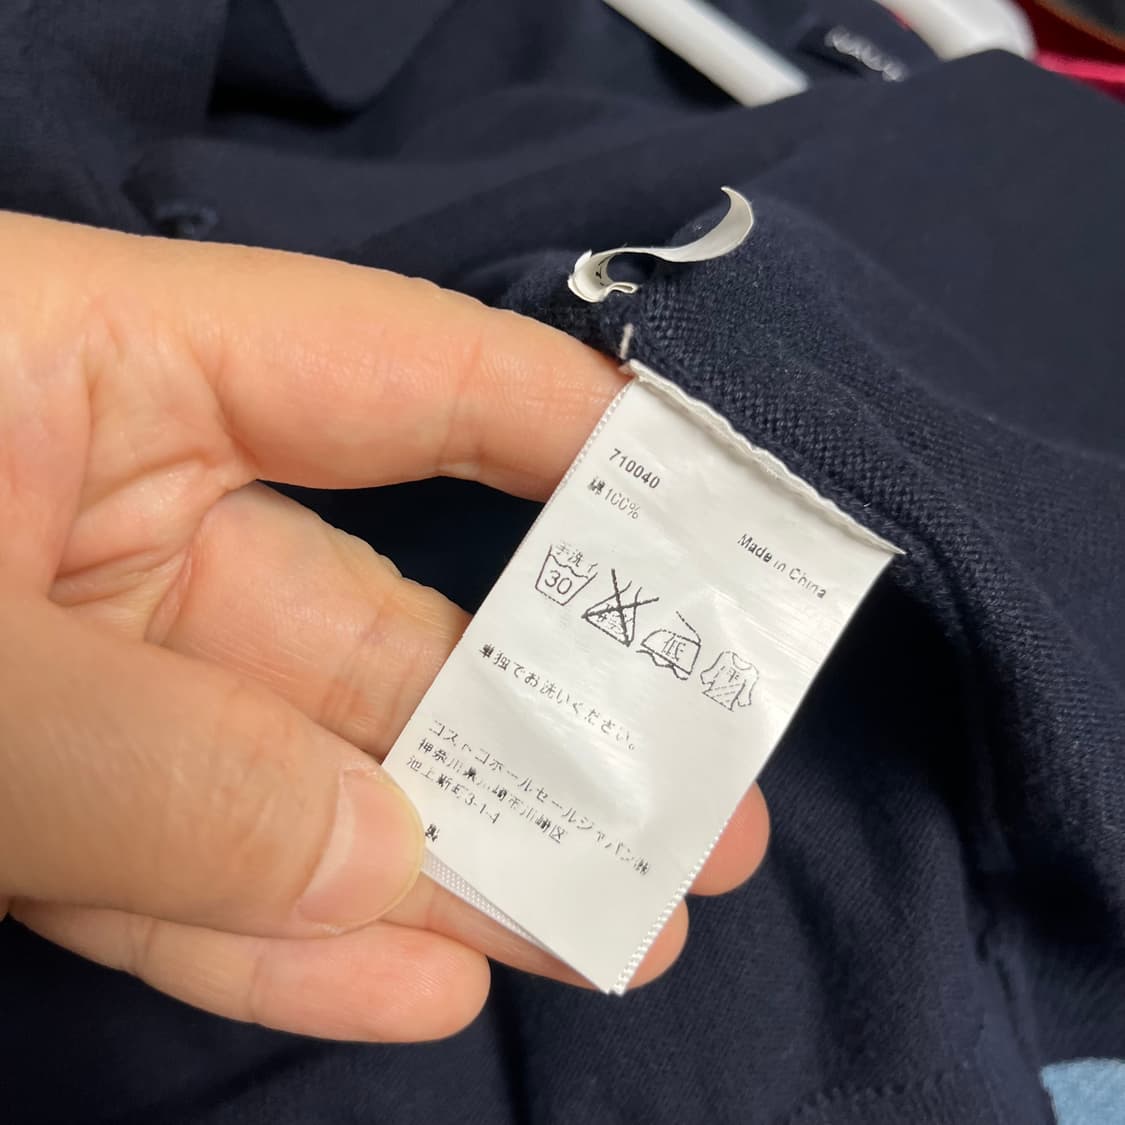 710040
綿100%
Made in China
手洗イ
30
低
単独でお洗いください。
コストコホールセールジャパン㈱
神奈川県川崎市川崎区
池上新町3-1-4